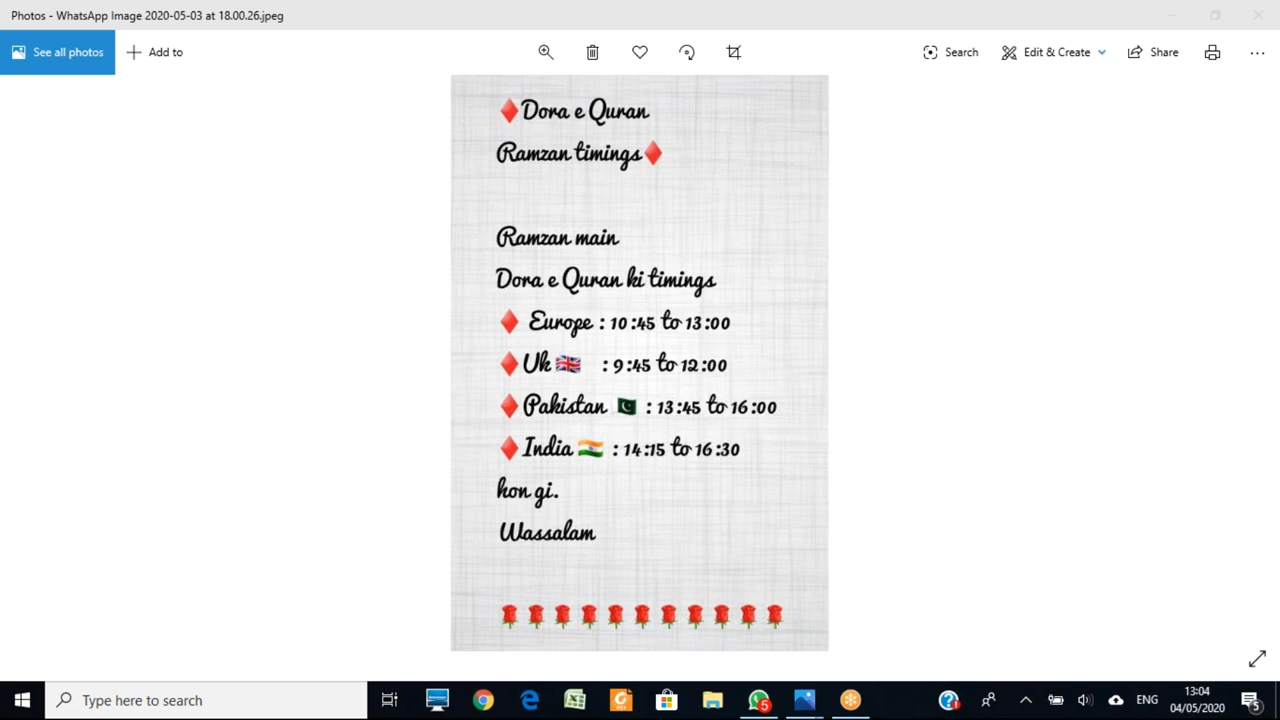 Photos - WhatsApp Image 2020-05-03 at 18.00.26.jpeg
See all photos
Add to
Search
Edit & Create
Share
♦️Dora e Quran
Ramzan timings♦️
Ramzan main
Dora e Quran ki timings
♦️ Europe : 10:45 to 13:00
♦️Uk 🇬🇧 : 9:45 to 12:00
♦️Pakistan 🇵🇰 : 13:45 to 16:00
♦️India 🇮🇳 : 14:15 to 16:30
hon gi.
Wassalam
🌹🌹🌹🌹🌹🌹🌹🌹🌹🌹🌹
Type here to search
5
ENG
13:04
04/05/2020
5